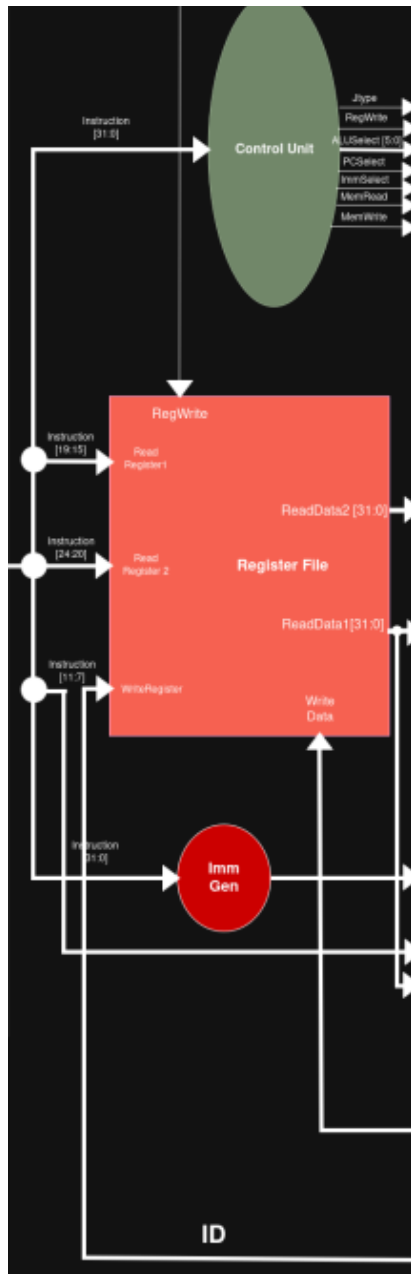 Jtype
RegWrite
ALUSelect [5:0]
PCSelect
ImmSelect
MemRead
MemWrite
Instruction
[31:0]
Control Unit
RegWrite
Instruction
[19:15]
Read
Register1
ReadData2 [31:0]
Instruction
[24:20]
Read
Register 2
Register File
ReadData1[31:0]
Instruction
[11:7]
WriteRegister
Write
Data
Instruction
[31:0]
Imm
Gen
ID